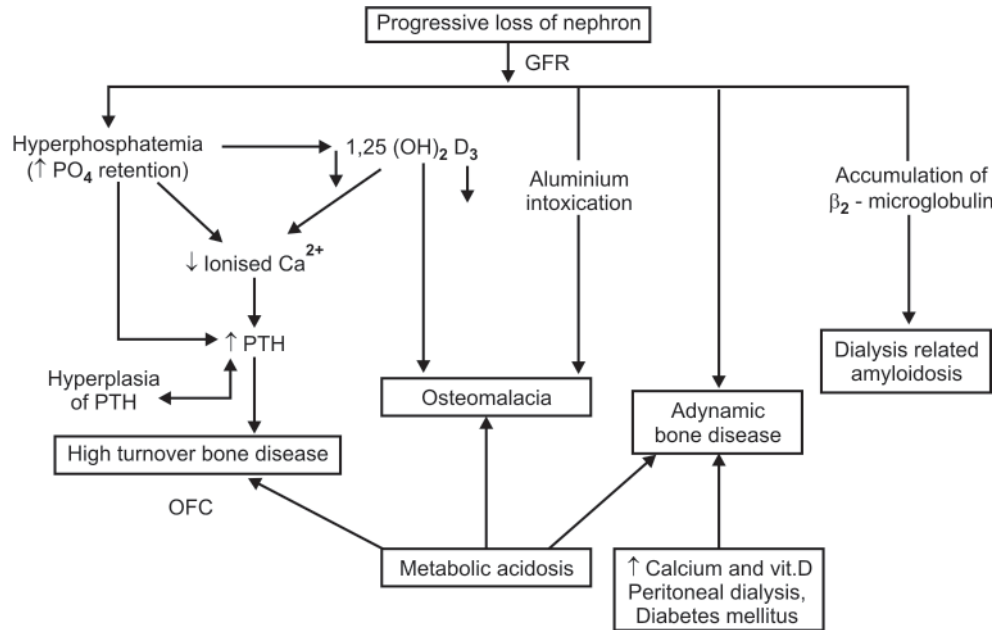 Progressive loss of nephron
GFR
Hyperphosphatemia
(↑ PO₄ retention)
1,25 (OH)₂ D₃
Aluminium
intoxication
Accumulation of
β₂ - microglobulin
↓ Ionised Ca²⁺
↑ PTH
Hyperplasia
of PTH
Dialysis related
amyloidosis
Osteomalacia
Adynamic
bone disease
High turnover bone disease
OFC
Metabolic acidosis
↑ Calcium and vit.D
Peritoneal dialysis,
Diabetes mellitus